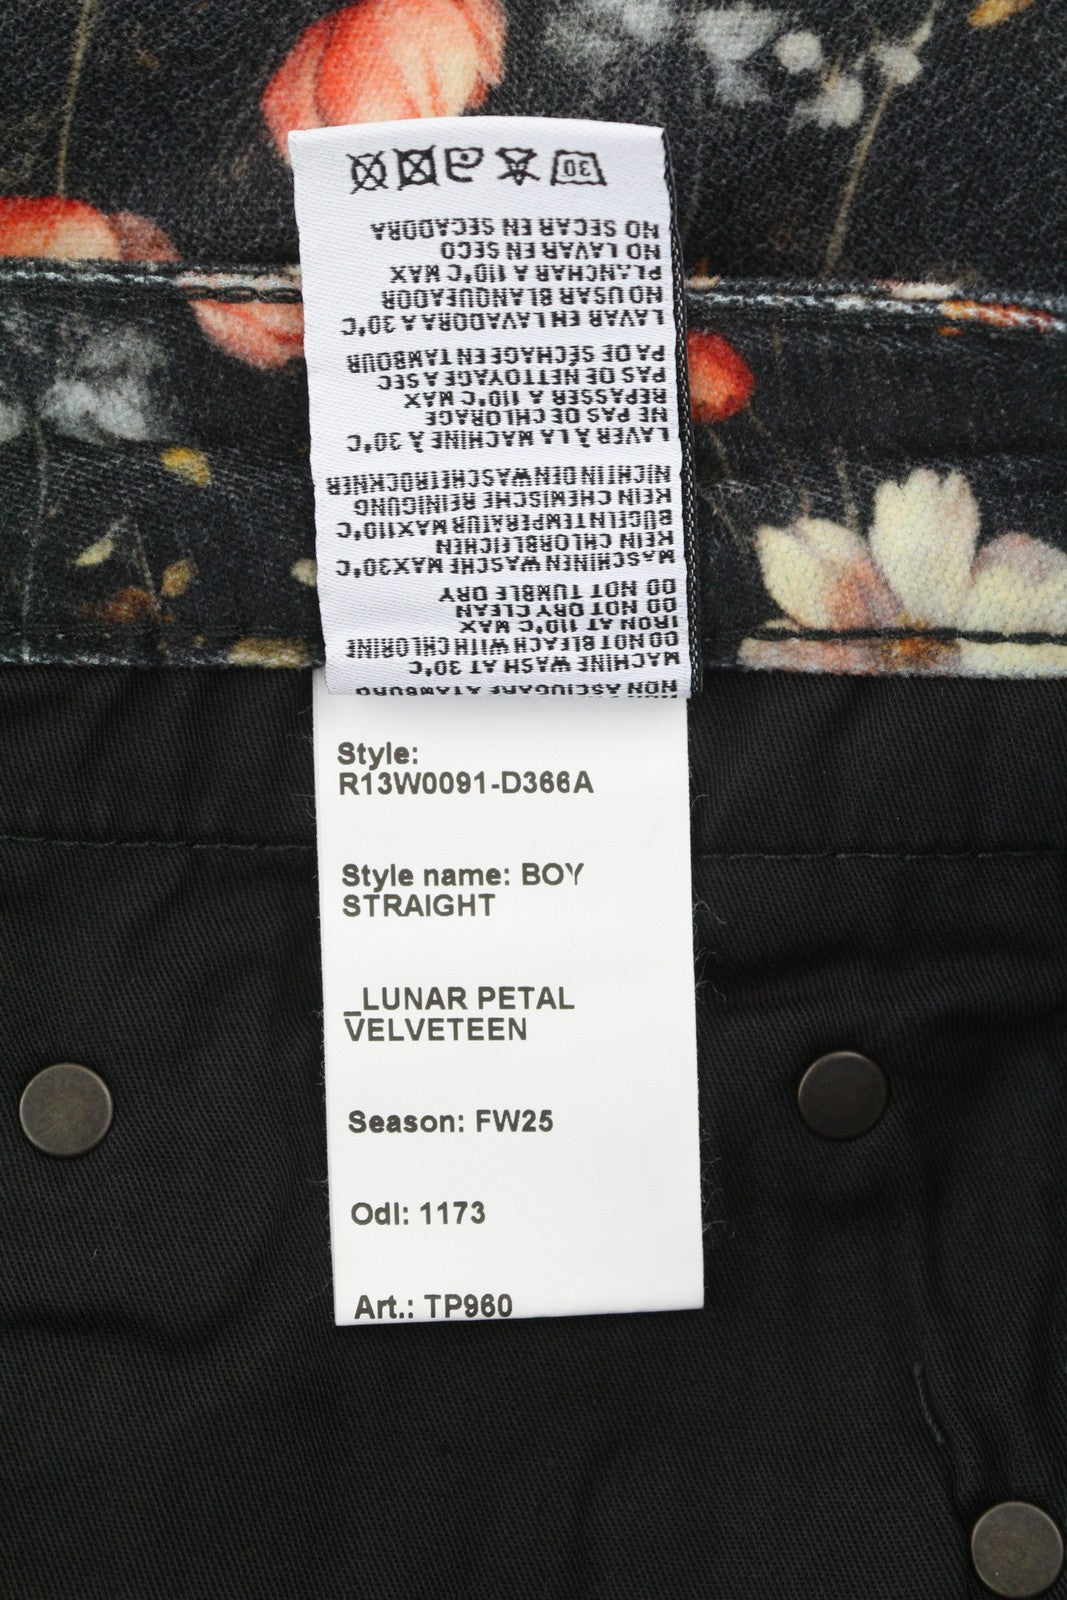 NON ASCIUGARE A TAMBURO
MACHINE WASH AT 30°C
DO NOT BLEACH WITH CHLORINE
IRON AT 110°C MAX
DO NOT DRY CLEAN
DO NOT TUMBLE DRY
MASCHINEN WASCHE MAX30°C
KEIN CHLORBLEICHEN
BÜGELNTEMPERATUR MAX110°C
KEIN CHEMISCHE REINIGUNG
NICHT IN DEN WASCHETROCKNER
LAVER À LA MACHINE À 30°C
NE PAS DE CHLORAGE
REPASSER A 110°C MAX
PAS DE NETTOYAGE A SEC
PA DE SÉCHAGE EN TAMBOUR
LAVAR EN LAVADORA A 30°C
NO USAR BLANQUEADOR
PLANCHAR A 110°C MAX
NO LAVAR EN SECO
NO SECAR EN SECADORA
30
Style:
R13W0091-D366A
Style name: BOY
STRAIGHT
_LUNAR PETAL
VELVETEEN
Season: FW25
Odl: 1173
Art.: TP960